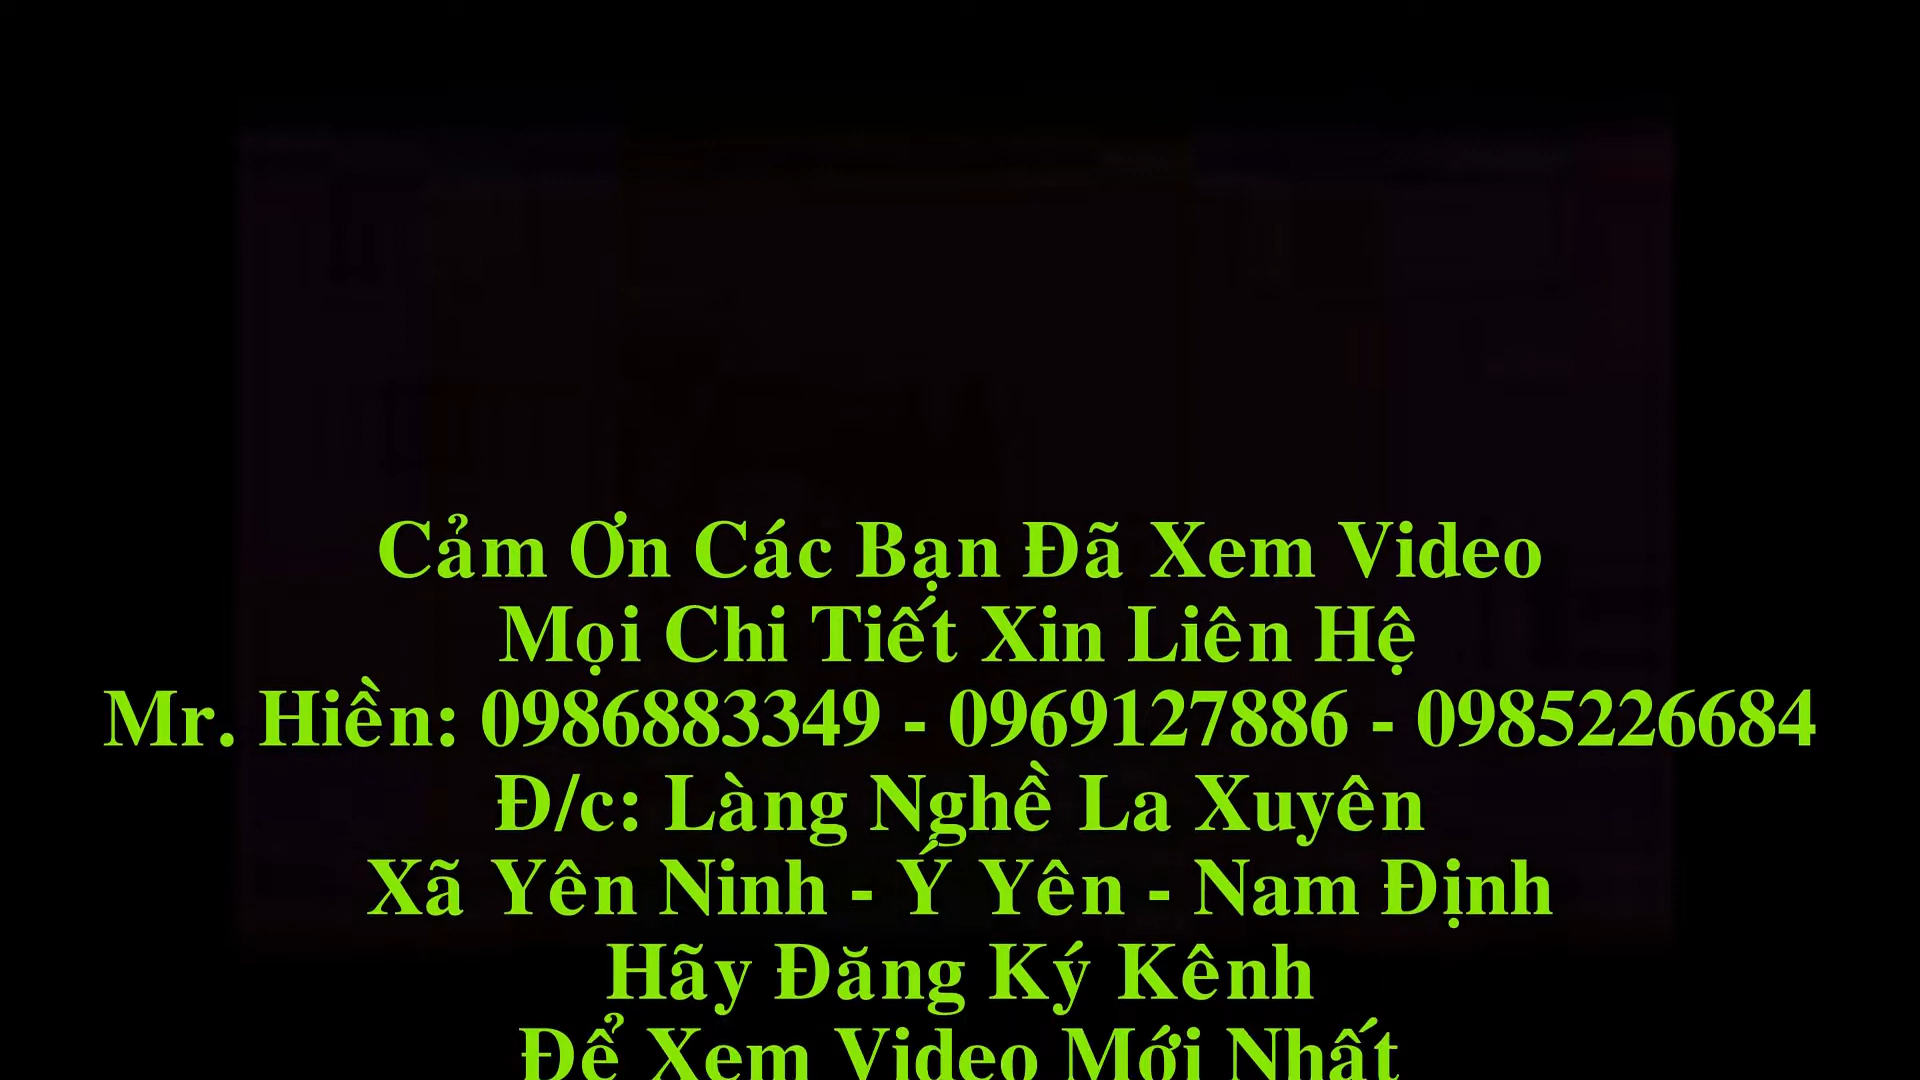 Cảm Ơn Các Bạn Đã Xem Video
Mọi Chi Tiết Xin Liên Hệ
Mr. Hiền: 0986883349 - 0969127886 - 0985226684
Đ/c: Làng Nghề La Xuyên
Xã Yên Ninh - Ý Yên - Nam Định
Hãy Đăng Ký Kênh
Để Xem Video Mới Nhất